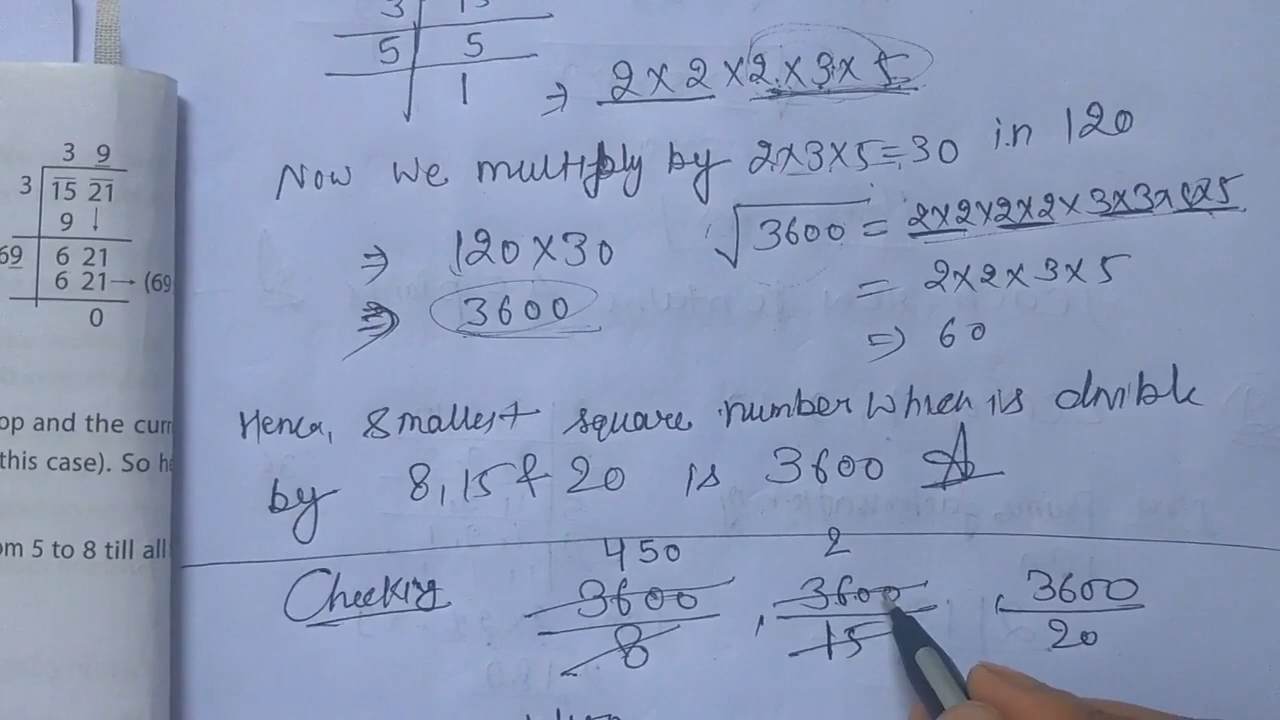 3 | 15
5 | 5
1
⇒ 2×2×2×3×5
Now we multiply by 2×3×5=30 in 120
⇒ 120×30
⇒ 3600
√3600 = 2×2×2×2×3×3×5×5
= 2×2×3×5
⇒ 60
Hence, smallest square number which is divisible
by 8, 15 & 20 is 3600
Checking
450
3600
8
,
2
3600
15
,
3600
20
3 9
3 15 21
9 ↓
69 6 21
6 21 → (69
0
op and the curr
this case). So he
om 5 to 8 till all